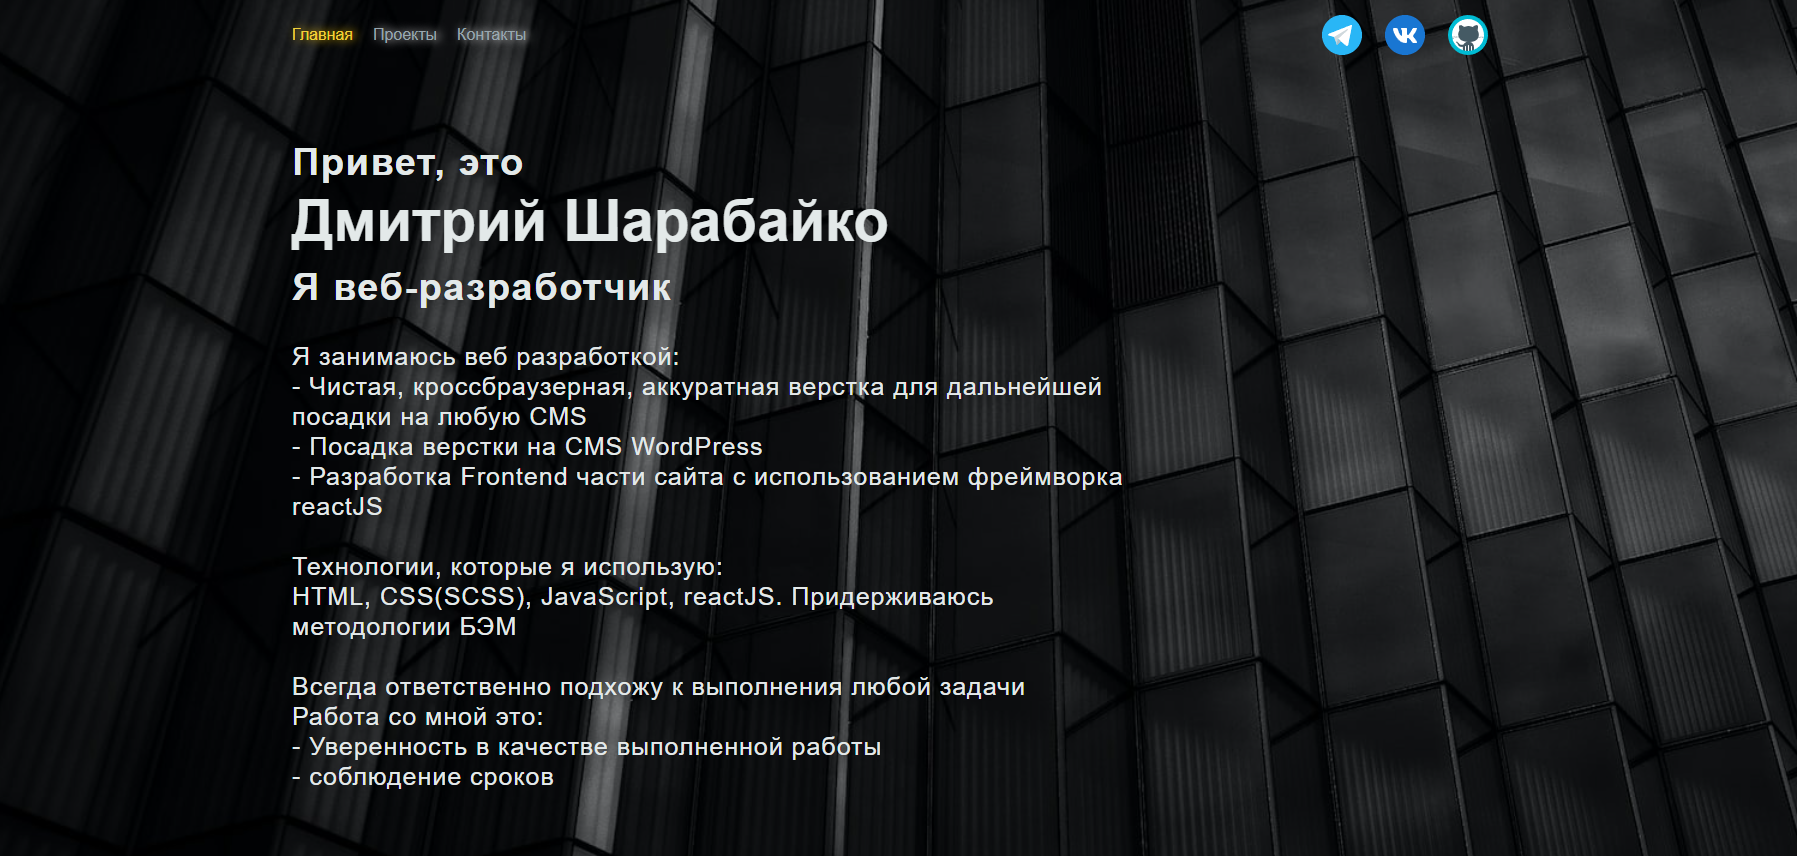 Главная Проекты Контакты
Привет, это
Дмитрий Шарабайко
Я веб-разработчик
Я занимаюсь веб разработкой:
- Чистая, кроссбраузерная, аккуратная верстка для дальнейшей
посадки на любую CMS
- Посадка верстки на CMS WordPress
- Разработка Frontend части сайта с использованием фреймворка
reactJS
Технологии, которые я использую:
HTML, CSS(SCSS), JavaScript, reactJS. Придерживаюсь
методологии БЭМ
Всегда ответственно подхожу к выполнения любой задачи
Работа со мной это:
- Уверенность в качестве выполненной работы
- соблюдение сроков